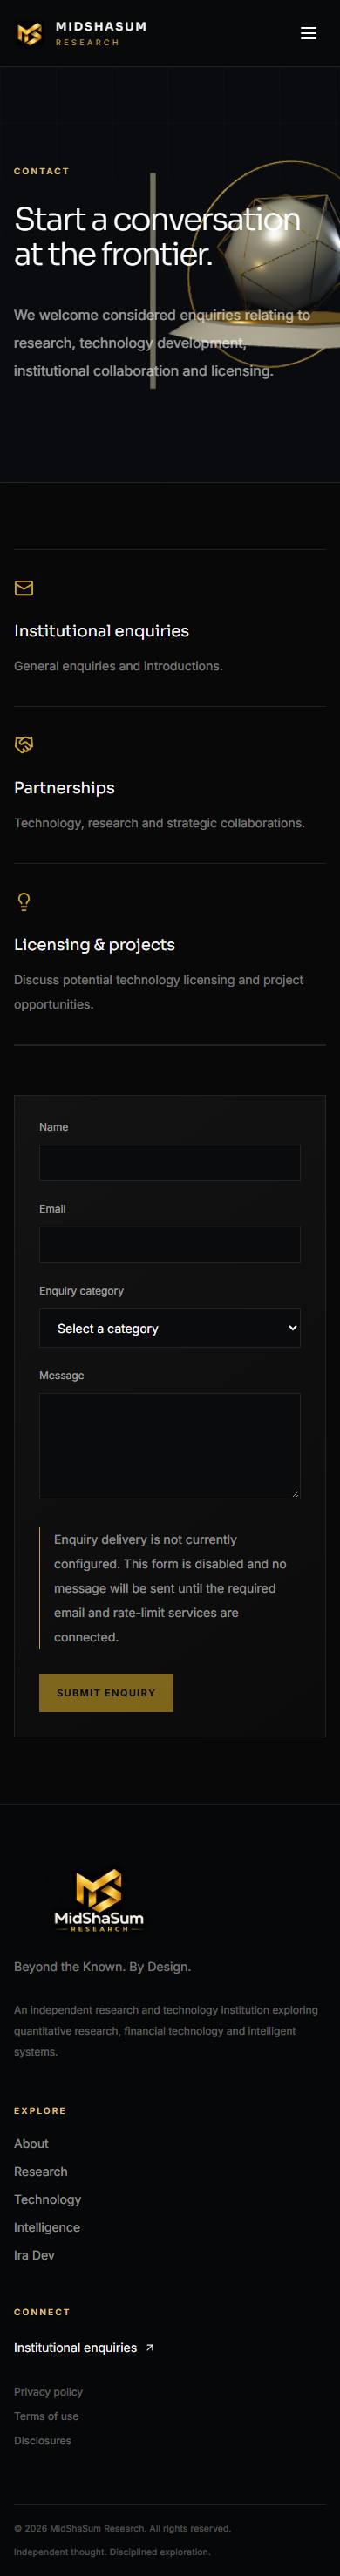 MIDSHASUM
RESEARCH
CONTACT
Start a conversation
at the frontier.
We welcome considered enquiries relating to
research, technology development,
institutional collaboration and licensing.
Institutional enquiries
General enquiries and introductions.
Partnerships
Technology, research and strategic collaborations.
Licensing & projects
Discuss potential technology licensing and project
opportunities.
Name
Email
Enquiry category
Select a category
Message
Enquiry delivery is not currently
configured. This form is disabled and no
message will be sent until the required
email and rate-limit services are
connected.
SUBMIT ENQUIRY
MidShaSum
RESEARCH
Beyond the Known. By Design.
An independent research and technology institution exploring
quantitative research, financial technology and intelligent
systems.
EXPLORE
About
Research
Technology
Intelligence
Ira Dev
CONNECT
Institutional enquiries
Privacy policy
Terms of use
Disclosures
© 2026 MidShaSum Research. All rights reserved.
Independent thought. Disciplined exploration.